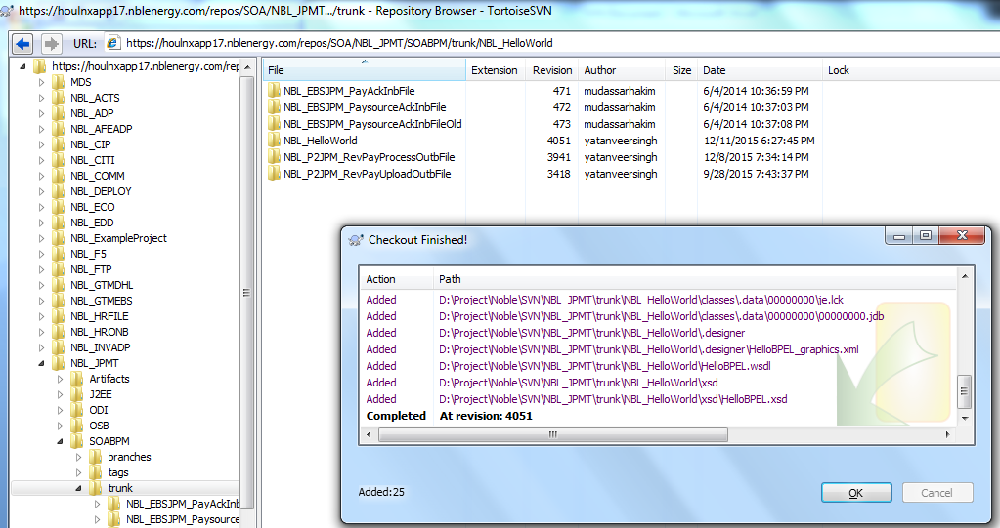 https://houlnxapp17.nblenergy.com/repos/SOA/NBL_JPMT.../trunk - Repository Browser - TortoiseSVN
URL: https://houlnxapp17.nblenergy.com/repos/SOA/NBL_JPMT/SOABPM/trunk/NBL_HelloWorld
https://houlnxapp17.nblenergy.com/rep
MDS
NBL_ACTS
NBL_ADP
NBL_AFEADP
NBL_CIP
NBL_CITI
NBL_COMM
NBL_DEPLOY
NBL_ECO
NBL_EDD
NBL_ExampleProject
NBL_F5
NBL_FTP
NBL_GTMDHL
NBL_GTMEBS
NBL_HRFILE
NBL_HRONB
NBL_INVADP
NBL_JPMT
Artifacts
J2EE
ODI
OSB
SOABPM
branches
tags
trunk
NBL_EBSJPM_PayAckInb
NBL_EBSJPM_Paysource
File Extension Revision Author Size Date Lock
NBL_EBSJPM_PayAckInbFile 471 mudassarhakim 6/4/2014 10:36:59 PM
NBL_EBSJPM_PaysourceAckInbFile 472 mudassarhakim 6/4/2014 10:37:03 PM
NBL_EBSJPM_PaysourceAckInbFileOld 473 mudassarhakim 6/4/2014 10:37:08 PM
NBL_HelloWorld 4051 yatanveersingh 12/11/2015 6:27:45 PM
NBL_P2JPM_RevPayProcessOutbFile 3941 yatanveersingh 12/8/2015 7:34:14 PM
NBL_P2JPM_RevPayUploadOutbFile 3418 yatanveersingh 9/28/2015 7:43:37 PM
Checkout Finished!
Action Path
Added D:\Project\Noble\SVN\NBL_JPMT\trunk\NBL_HelloWorld\classes\.data\00000000\je.lck
Added D:\Project\Noble\SVN\NBL_JPMT\trunk\NBL_HelloWorld\classes\.data\00000000\00000000.jdb
Added D:\Project\Noble\SVN\NBL_JPMT\trunk\NBL_HelloWorld\.designer
Added D:\Project\Noble\SVN\NBL_JPMT\trunk\NBL_HelloWorld\.designer\HelloBPEL_graphics.xml
Added D:\Project\Noble\SVN\NBL_JPMT\trunk\NBL_HelloWorld\HelloBPEL.wsdl
Added D:\Project\Noble\SVN\NBL_JPMT\trunk\NBL_HelloWorld\xsd
Added D:\Project\Noble\SVN\NBL_JPMT\trunk\NBL_HelloWorld\xsd\HelloBPEL.xsd
Completed At revision: 4051
Added:25
OK Cancel